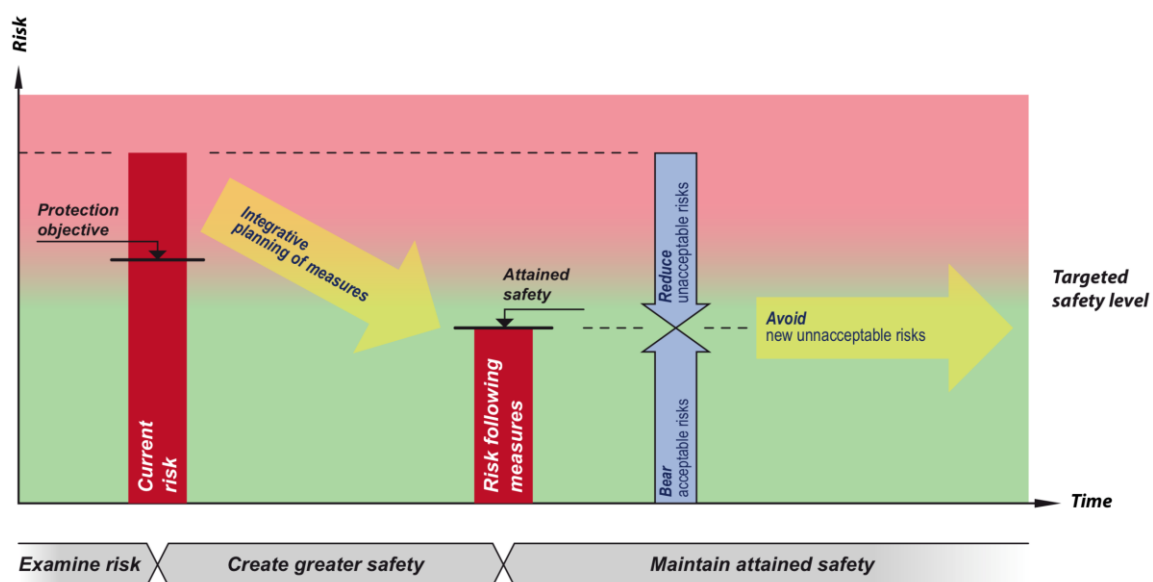 Risk
Protection
objective
Current
risk
Integrative
planning of measures
Attained
safety
Risk following
measures
Reduce
unacceptable risks
Bear
acceptable risks
Avoid
new unnacceptable risks
Targeted
safety level
Time
Examine risk
Create greater safety
Maintain attained safety